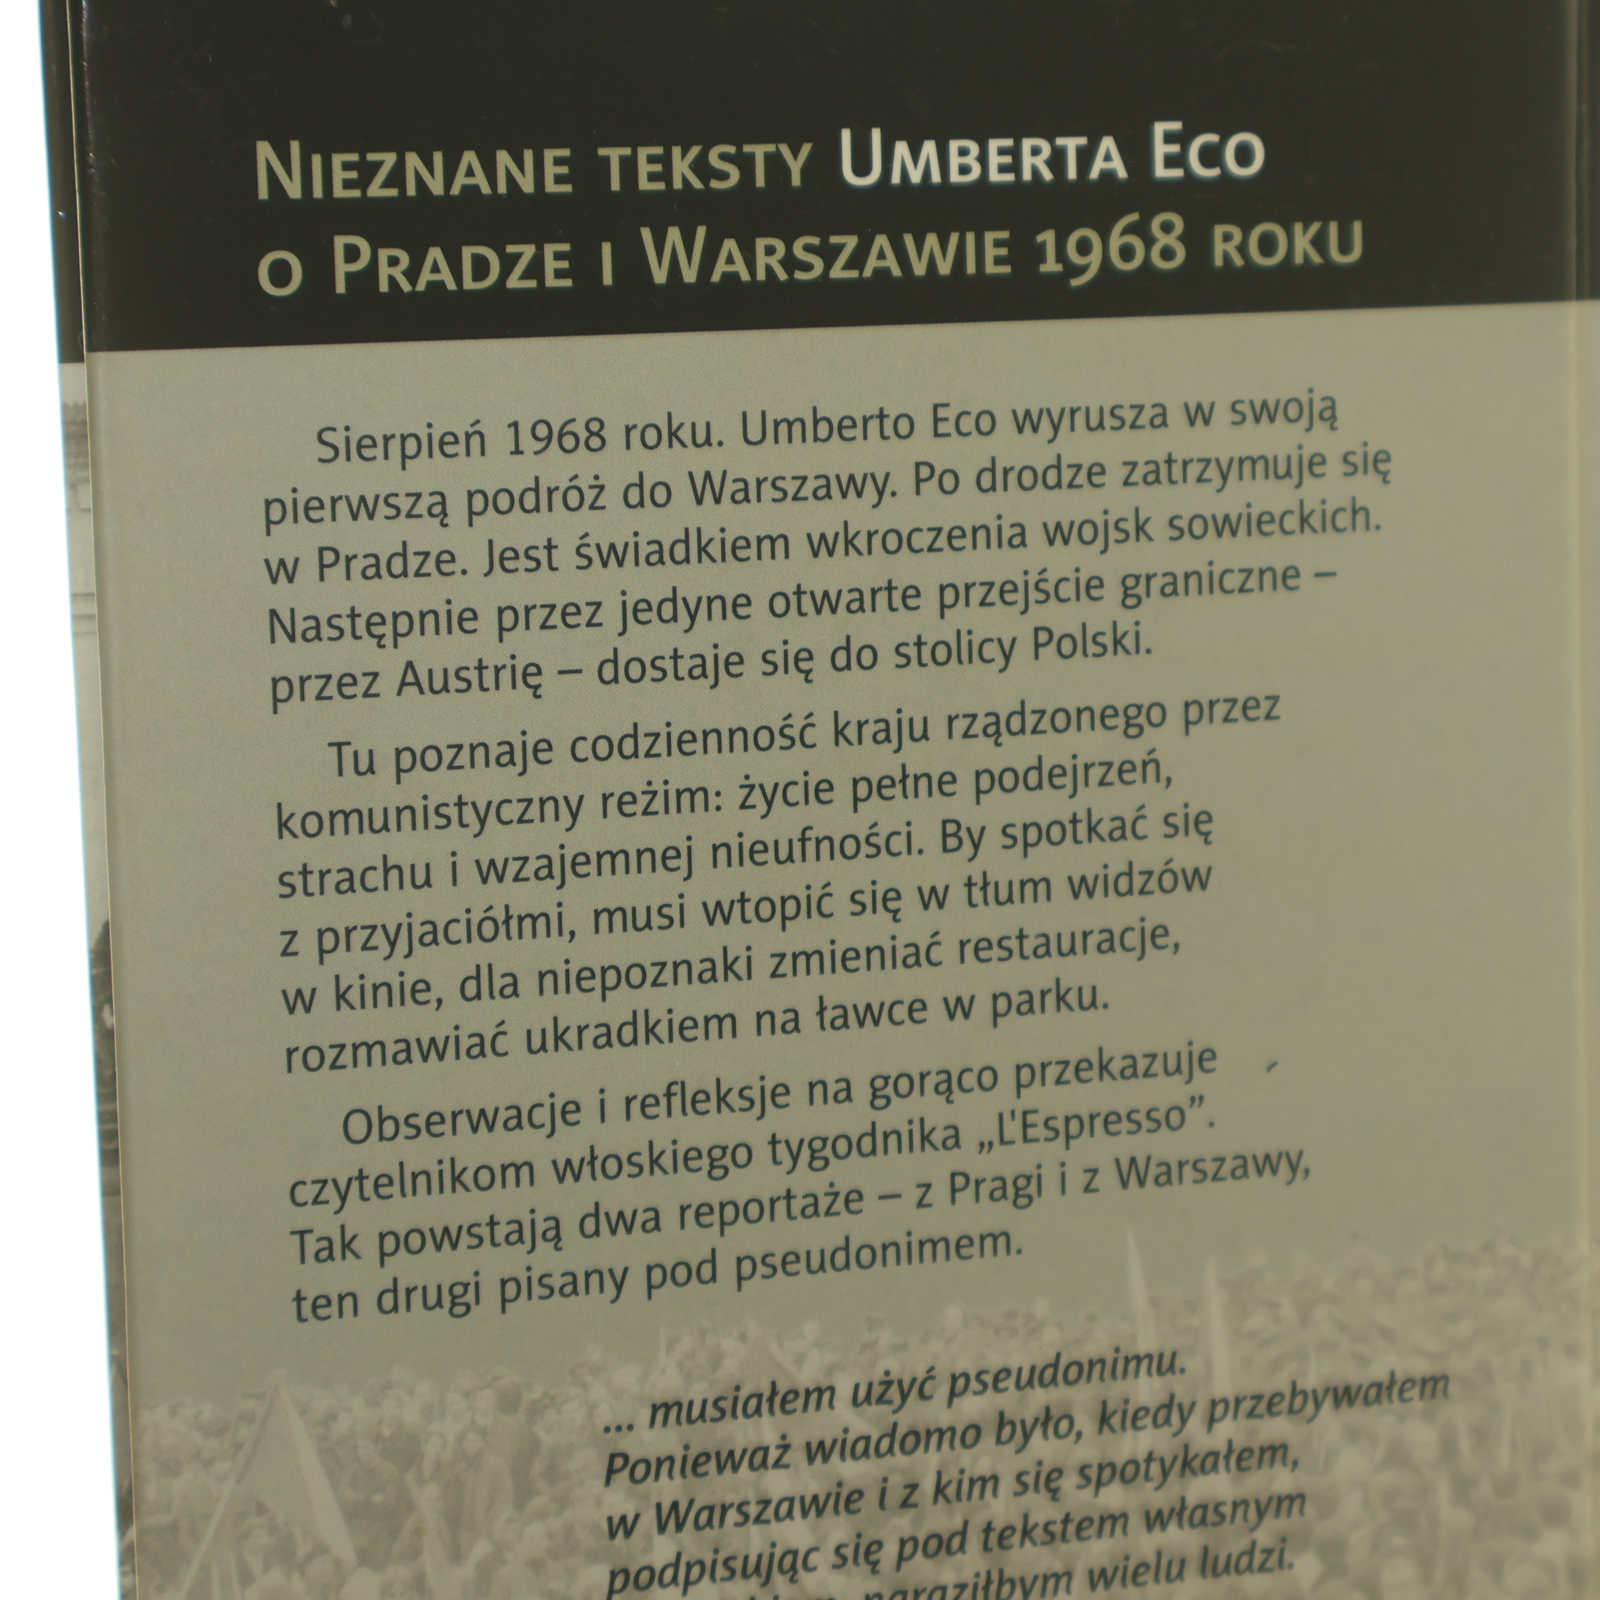 Nieznane teksty Umberta Eco
o Pradze i Warszawie 1968 roku
Sierpień 1968 roku. Umberto Eco wyrusza w swoją
pierwszą podróż do Warszawy. Po drodze zatrzymuje się
w Pradze. Jest świadkiem wkroczenia wojsk sowieckich.
Następnie przez jedyne otwarte przejście graniczne –
przez Austrię – dostaje się do stolicy Polski.
Tu poznaje codzienność kraju rządzonego przez
komunistyczny reżim: życie pełne podejrzeń,
strachu i wzajemnej nieufności. By spotkać się
z przyjaciółmi, musi wtopić się w tłum widzów
w kinie, dla niepoznaki zmieniać restauracje,
rozmawiać ukradkiem na ławce w parku.
Obserwacje i refleksje na gorąco przekazuje
czytelnikom włoskiego tygodnika „L'Espresso”.
Tak powstają dwa reportaże – z Pragi i z Warszawy,
ten drugi pisany pod pseudonimem.
... musiałem użyć pseudonimu.
Ponieważ wiadomo było, kiedy przebywałem
w Warszawie i z kim się spotykałem,
podpisując się pod tekstem własnym
naraziłbym wielu ludzi.